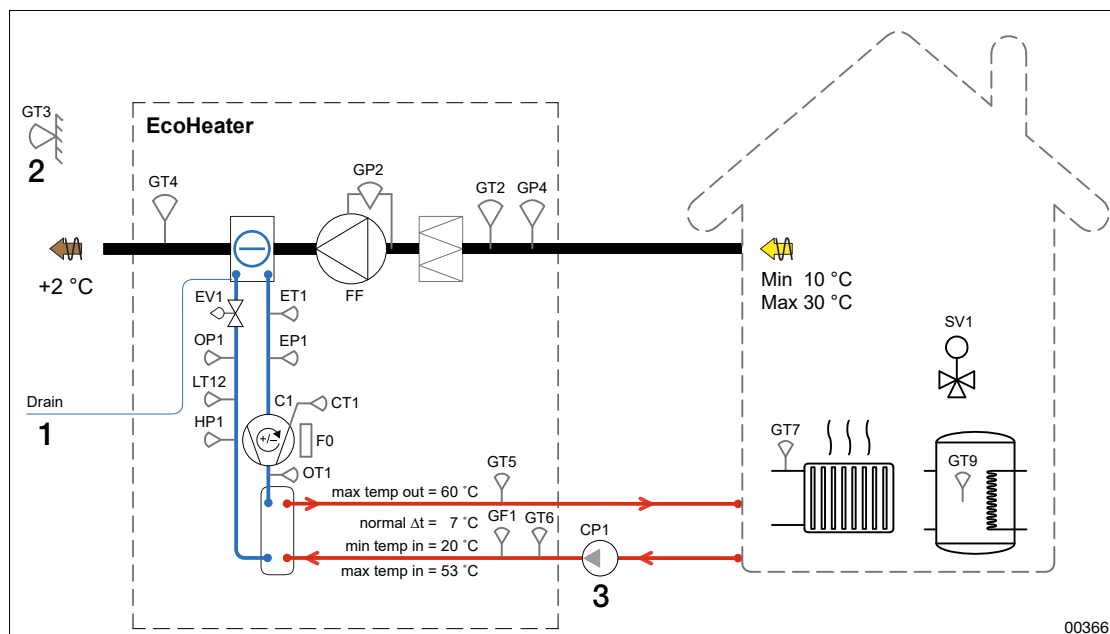 GT3
2
EcoHeater
GT4
GP2
GT2
GP4
+2 °C
FF
Min 10 °C
Max 30 °C
EV1
ET1
SV1
OP1
EP1
LT12
C1
CT1
Drain
1
HP1
+/–
F0
GT7
OT1
GT5
GT9
max temp out = 60 ˚C
normal Δt = 7 ˚C
GF1
GT6
CP1
min temp in = 20 ˚C
max temp in = 53 ˚C
3
00366